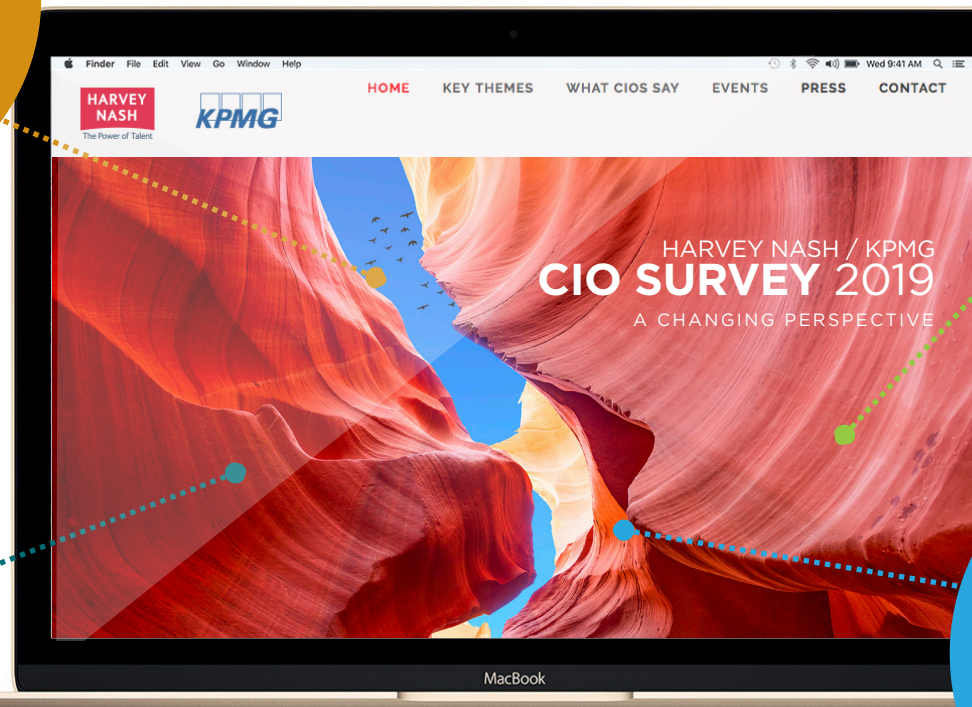 Finder File Edit View Go Window Help
Wed 9:41 AM
HARVEY
NASH
The Power of Talent
KPMG
HOME KEY THEMES WHAT CIOS SAY EVENTS PRESS CONTACT
HARVEY NASH / KPMG
CIO SURVEY 2019
A CHANGING PERSPECTIVE
MacBook